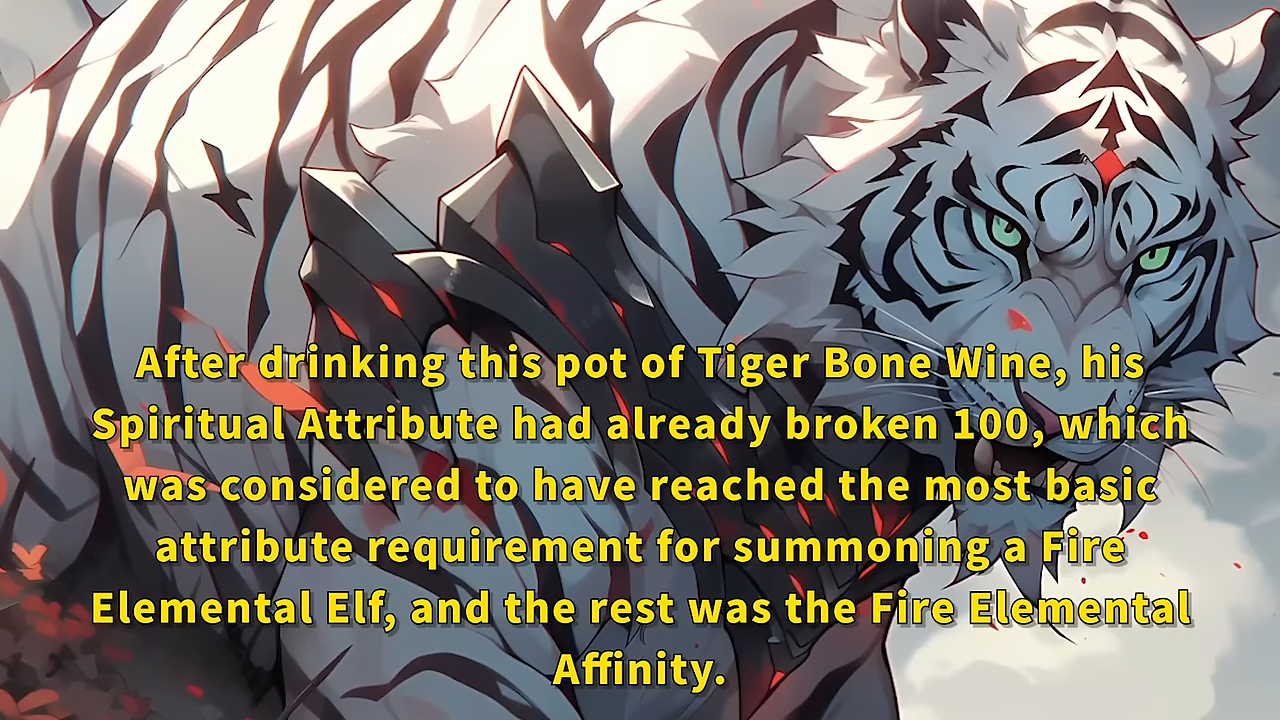 After drinking this pot of Tiger Bone Wine, his
Spiritual Attribute had already broken 100, which
was considered to have reached the most basic
attribute requirement for summoning a Fire
Elemental Elf, and the rest was the Fire Elemental
Affinity.